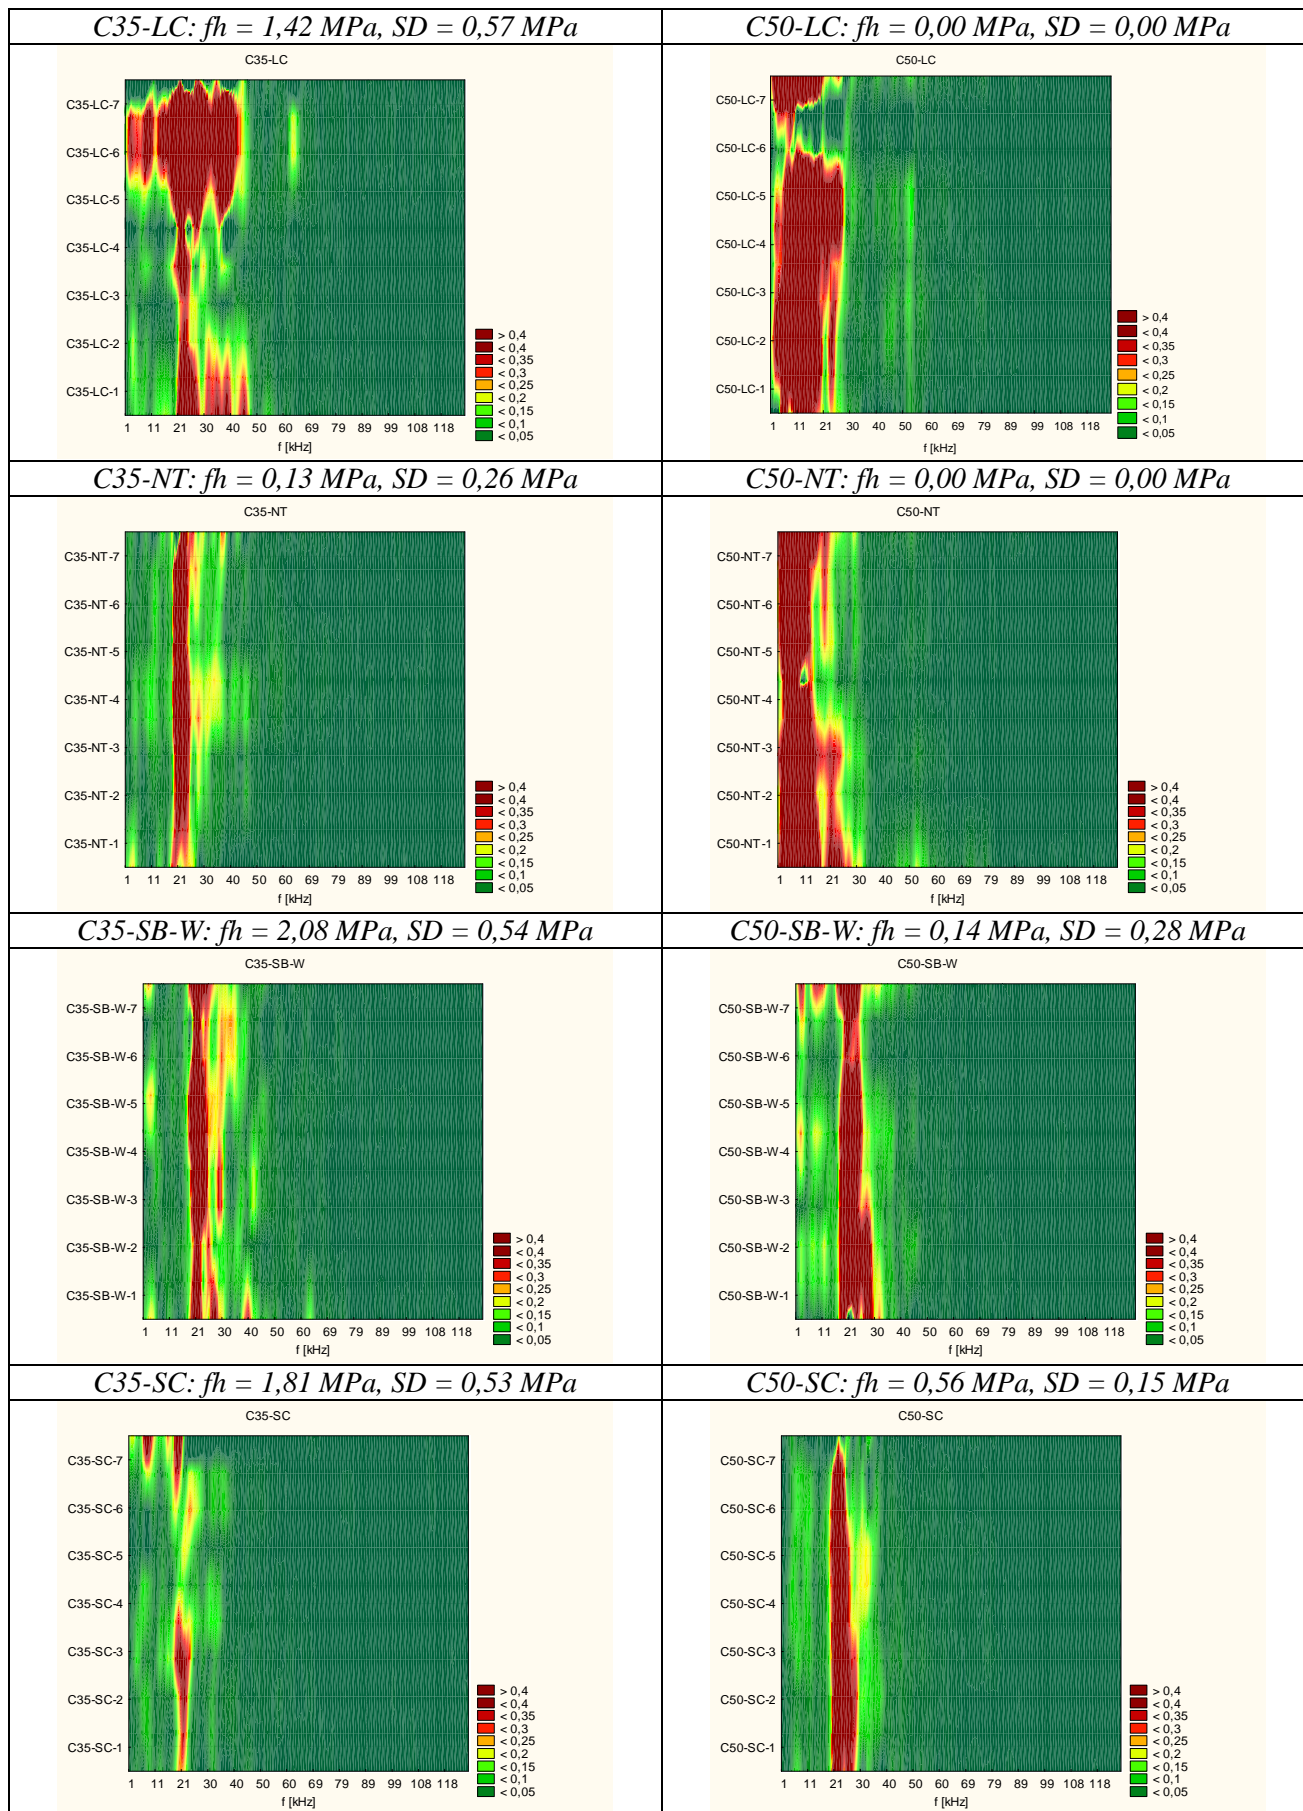 C35-LC: fh = 1,42 MPa, SD = 0,57
C50-LC: fh = 0,00 MPa, SD = 0,00
C35-LC
C35-LC-7
C35-LC-6
C35-LC-5
C35-LC-4
C35-LC-3
C35-LC-2
C35-LC-1
> 0,4
< 0,4
< 0,35
< 0,3
< 0,25
< 0,2
< 0,15
< 0,1
< 0,05
1 11 21 30 40 50 60 69 79 89 99 108 118
f [kHz]
C50-LC
C50-LC-7
C50-LC-6
C50-LC-5
C50-LC-4
C50-LC-3
C50-LC-2
C50-LC-1
> 0,4
< 0,4
< 0,35
< 0,3
< 0,25
< 0,2
< 0,15
< 0,1
< 0,05
1 11 21 30 40 50 60 69 79 89 99 108 118
f [kHz]
C35-NT: fh = 0,13 MPa, SD = 0,26 MPa
C50-NT: fh = 0,00 MPa, SD = 0,00 MPa
C35-NT
C35-NT-7
C35-NT-6
C35-NT-5
C35-NT-4
C35-NT-3
C35-NT-2
C35-NT-1
> 0,4
< 0,4
< 0,35
< 0,3
< 0,25
< 0,2
< 0,15
< 0,1
< 0,05
1 11 21 30 40 50 60 69 79 89 99 108 118
f [kHz]
C50-NT
C50-NT-7
C50-NT-6
C50-NT-5
C50-NT-4
C50-NT-3
C50-NT-2
C50-NT-1
> 0,4
< 0,4
< 0,35
< 0,3
< 0,25
< 0,2
< 0,15
< 0,1
< 0,05
1 11 21 30 40 50 60 69 79 89 99 108 118
f [kHz]
C35-SB-W: fh = 2,08 MPa, SD = 0,54 MPa
C50-SB-W: fh = 0,14 MPa, SD = 0,28 MPa
C35-SB-W
C35-SB-W-7
C35-SB-W-6
C35-SB-W-5
C35-SB-W-4
C35-SB-W-3
C35-SB-W-2
C35-SB-W-1
> 0,4
< 0,4
< 0,35
< 0,3
< 0,25
< 0,2
< 0,15
< 0,1
< 0,05
1 11 21 30 40 50 60 69 79 89 99 108 118
f [kHz]
C50-SB-W
C50-SB-W-7
C50-SB-W-6
C50-SB-W-5
C50-SB-W-4
C50-SB-W-3
C50-SB-W-2
C50-SB-W-1
> 0,4
< 0,4
< 0,35
< 0,3
< 0,25
< 0,2
< 0,15
< 0,1
< 0,05
1 11 21 30 40 50 60 69 79 89 99 108 118
f [kHz]
C35-SC: fh = 1,81 MPa, SD = 0,53 MPa
C50-SC: fh = 0,56 MPa, SD = 0,15 MPa
C35-SC
C35-SC-7
C35-SC-6
C35-SC-5
C35-SC-4
C35-SC-3
C35-SC-2
C35-SC-1
> 0,4
< 0,4
< 0,35
< 0,3
< 0,25
< 0,2
< 0,15
< 0,1
< 0,05
1 11 21 30 40 50 60 69 79 89 99 108 118
f [kHz]
C50-SC
C50-SC-7
C50-SC-6
C50-SC-5
C50-SC-4
C50-SC-3
C50-SC-2
C50-SC-1
> 0,4
< 0,4
< 0,35
< 0,3
< 0,25
< 0,2
< 0,15
< 0,1
< 0,05
1 11 21 30 40 50 60 69 79 89 99 108 118
f [kHz]